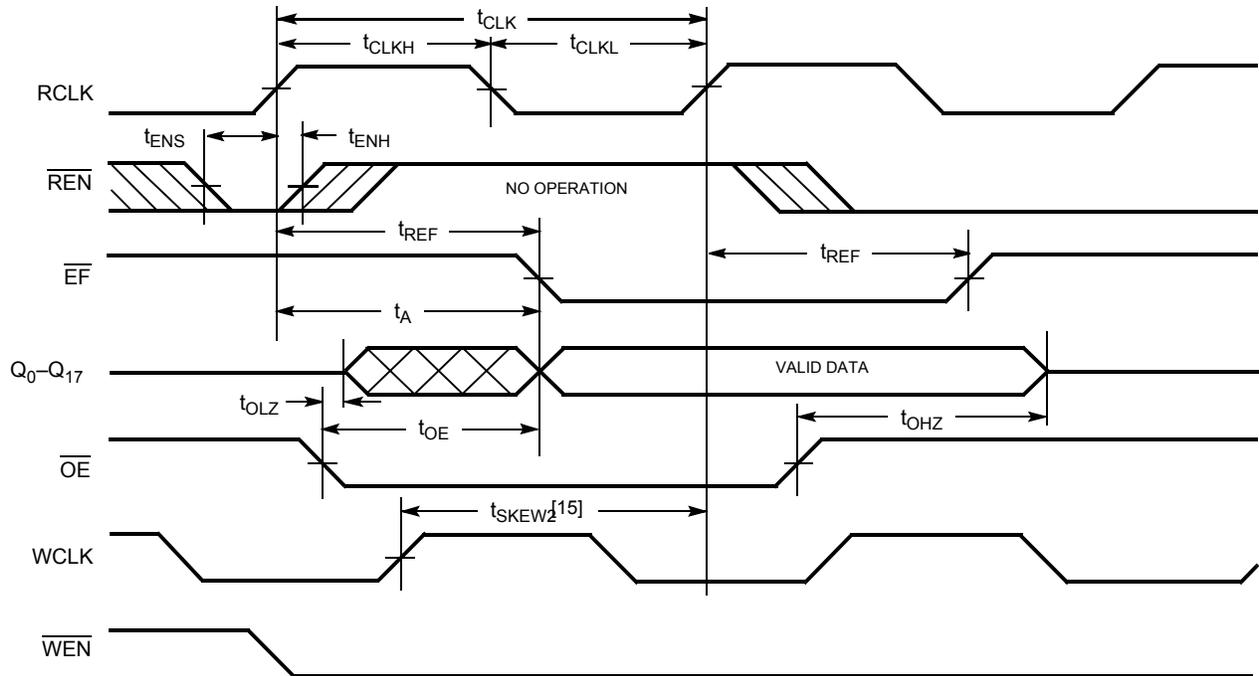 tCLK
tCLKH
tCLKL
RCLK
tENS
tENH
REN
NO OPERATION
tREF
tREF
EF
tA
Q0–Q17
VALID DATA
tOLZ
tOE
tOHZ
OE
tSKEW2[15]
WCLK
WEN